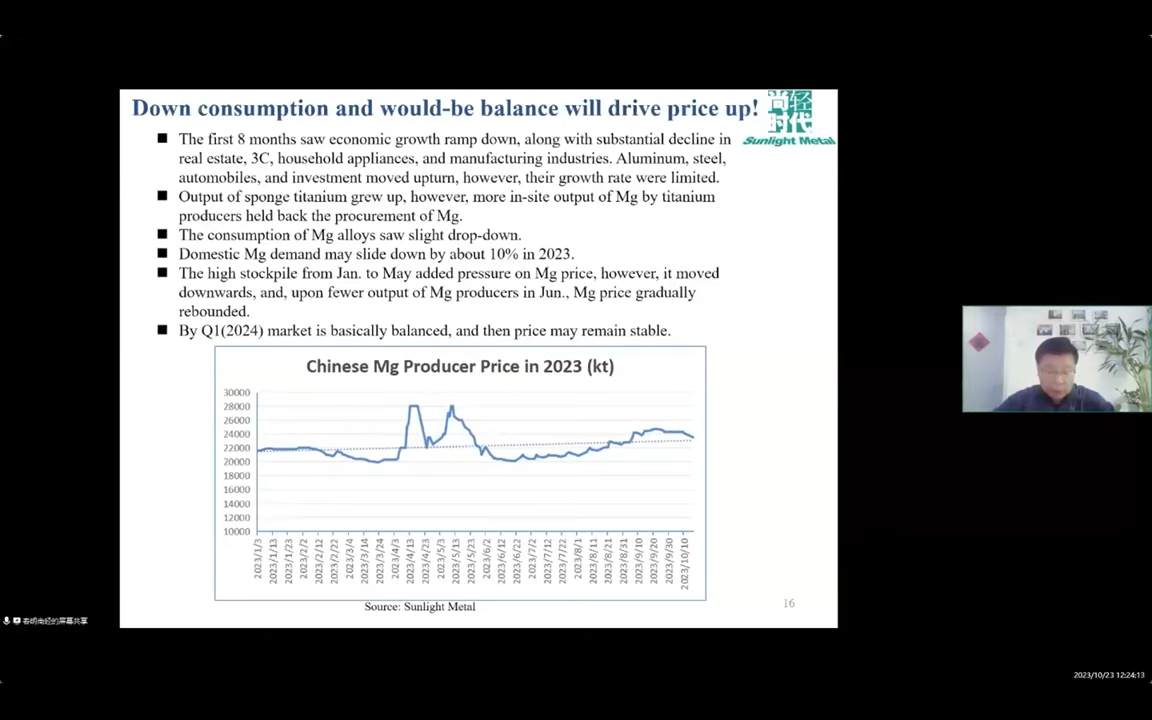 Down consumption and would-be balance will drive price up!
尚轻
时代
Sunlight Metal
■ The first 8 months saw economic growth ramp down, along with substantial decline in
real estate, 3C, household appliances, and manufacturing industries. Aluminum, steel,
automobiles, and investment moved upturn, however, their growth rate were limited.
■ Output of sponge titanium grew up, however, more in-site output of Mg by titanium
producers held back the procurement of Mg.
■ The consumption of Mg alloys saw slight drop-down.
■ Domestic Mg demand may slide down by about 10% in 2023.
■ The high stockpile from Jan. to May added pressure on Mg price, however, it moved
downwards, and, upon fewer output of Mg producers in Jun., Mg price gradually
rebounded.
■ By Q1(2024) market is basically balanced, and then price may remain stable.
Chinese Mg Producer Price in 2023 (kt)
30000
28000
26000
24000
22000
20000
18000
16000
14000
12000
10000
2023/1/3
2023/1/13
2023/1/23
2023/2/2
2023/2/12
2023/2/22
2023/3/4
2023/3/14
2023/3/24
2023/4/3
2023/4/13
2023/4/23
2023/5/3
2023/5/13
2023/5/23
2023/6/2
2023/6/12
2023/6/22
2023/7/2
2023/7/12
2023/7/22
2023/8/1
2023/8/11
2023/8/21
2023/8/31
2023/9/10
2023/9/20
2023/9/30
2023/10/10
Source: Sunlight Metal
16
的屏幕共享
2023/10/23 12:24:13